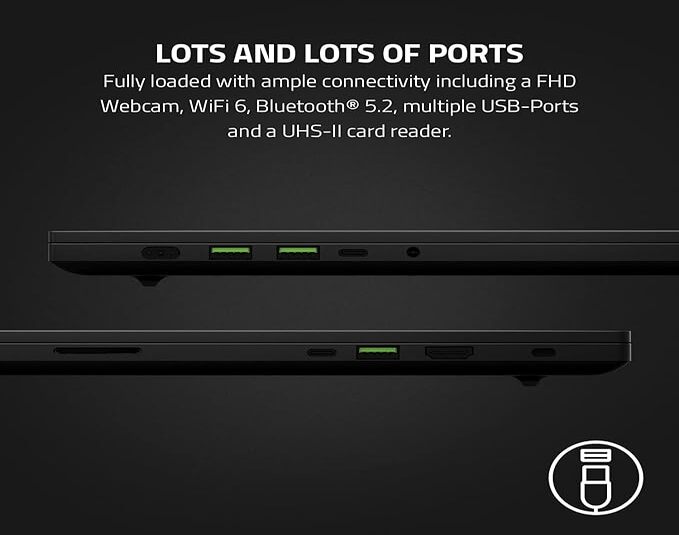 LOTS AND LOTS OF PORTS
Fully loaded with ample connectivity including a FHD
Webcam, WiFi 6, Bluetooth® 5.2, multiple USB-Ports
and a UHS-II card reader.